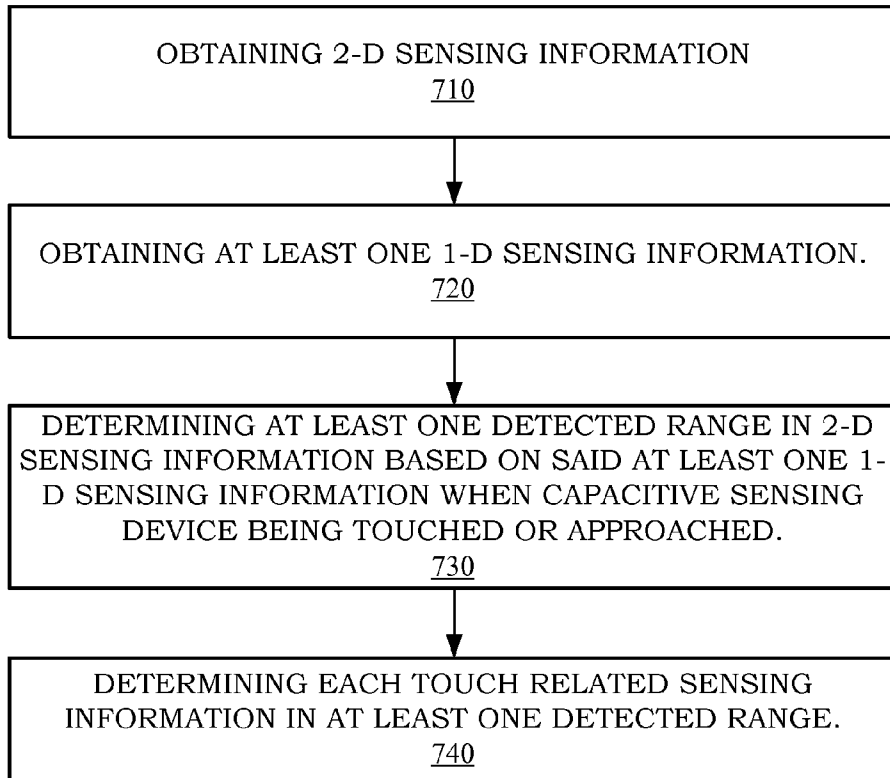 OBTAINING 2-D SENSING INFORMATION
710
OBTAINING AT LEAST ONE 1-D SENSING INFORMATION.
720
DETERMINING AT LEAST ONE DETECTED RANGE IN 2-D
SENSING INFORMATION BASED ON SAID AT LEAST ONE 1-
D SENSING INFORMATION WHEN CAPACITIVE SENSING
DEVICE BEING TOUCHED OR APPROACHED.
730
DETERMINING EACH TOUCH RELATED SENSING
INFORMATION IN AT LEAST ONE DETECTED RANGE.
740